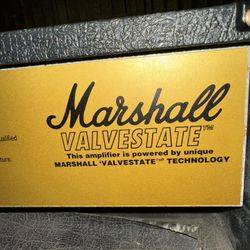 Marshall
VALVESTATE™
This amplifier is powered by unique
MARSHALL 'VALVESTATE'™ TECHNOLOGY